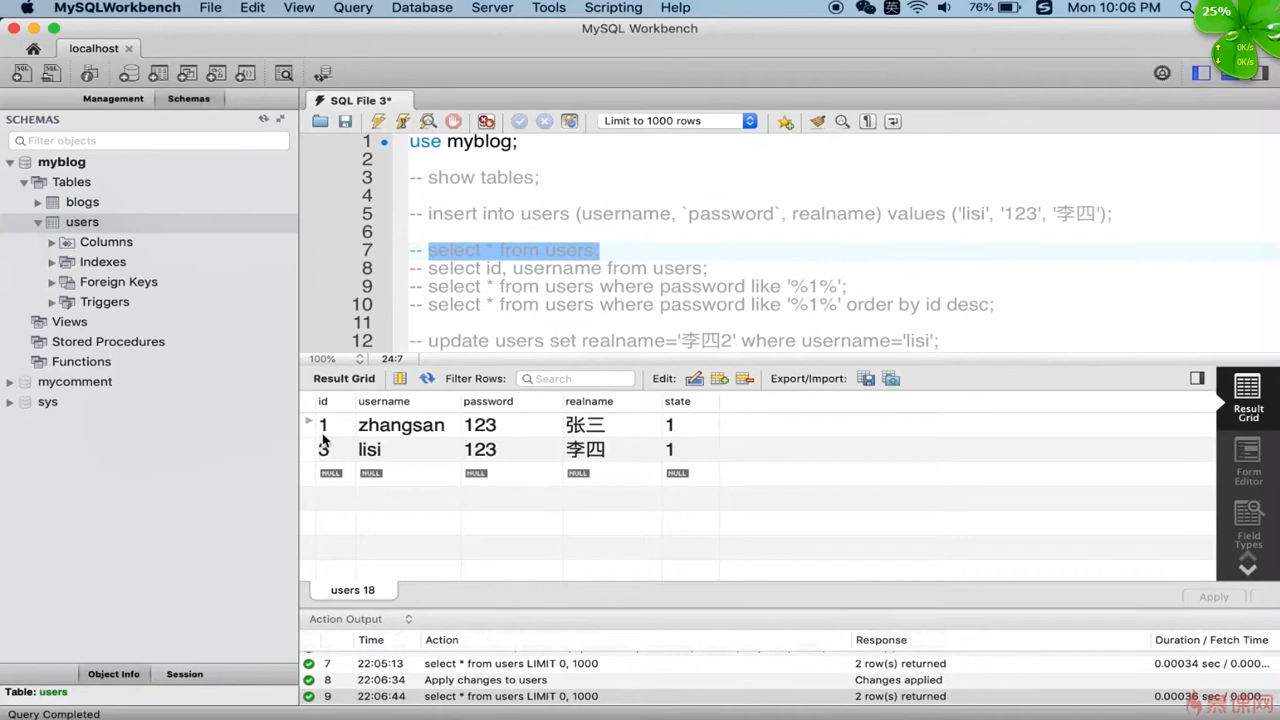 MySQLWorkbench File Edit View Query Database Server Tools Scripting Help 英 76% Mon 10:06 PM
25%
MySQL Workbench
0K/s
0K/s
localhost
Management Schemas
SQL File 3*
SCHEMAS
Filter objects
myblog
Tables
blogs
users
Columns
Indexes
Foreign Keys
Triggers
Views
Stored Procedures
Functions
mycomment
sys
Limit to 1000 rows
1 use myblog;
2
3 -- show tables;
4
5 -- insert into users (username, `password`, realname) values ('lisi', '123', '李四');
6
7 -- select * from users;
8 -- select id, username from users;
9 -- select * from users where password like '%1%';
10 -- select * from users where password like '%1%' order by id desc;
11
12 -- update users set realname='李四2' where username='lisi';
100% 24:7
Result Grid Filter Rows: Search Edit: Export/Import:
id username password realname state
1 zhangsan 123 张三 1
3 lisi 123 李四 1
NULL NULL NULL NULL NULL
Result Grid
Form Editor
Field Types
users 18
Apply
Action Output
Time Action Response Duration / Fetch Time
7 22:05:13 select * from users LIMIT 0, 1000 2 row(s) returned 0.00034 sec / 0.000...
8 22:06:34 Apply changes to users Changes applied
9 22:06:44 select * from users LIMIT 0, 1000 2 row(s) returned 0.00036 sec / 0.000...
Object Info Session
Table: users
Query Completed
慕课网